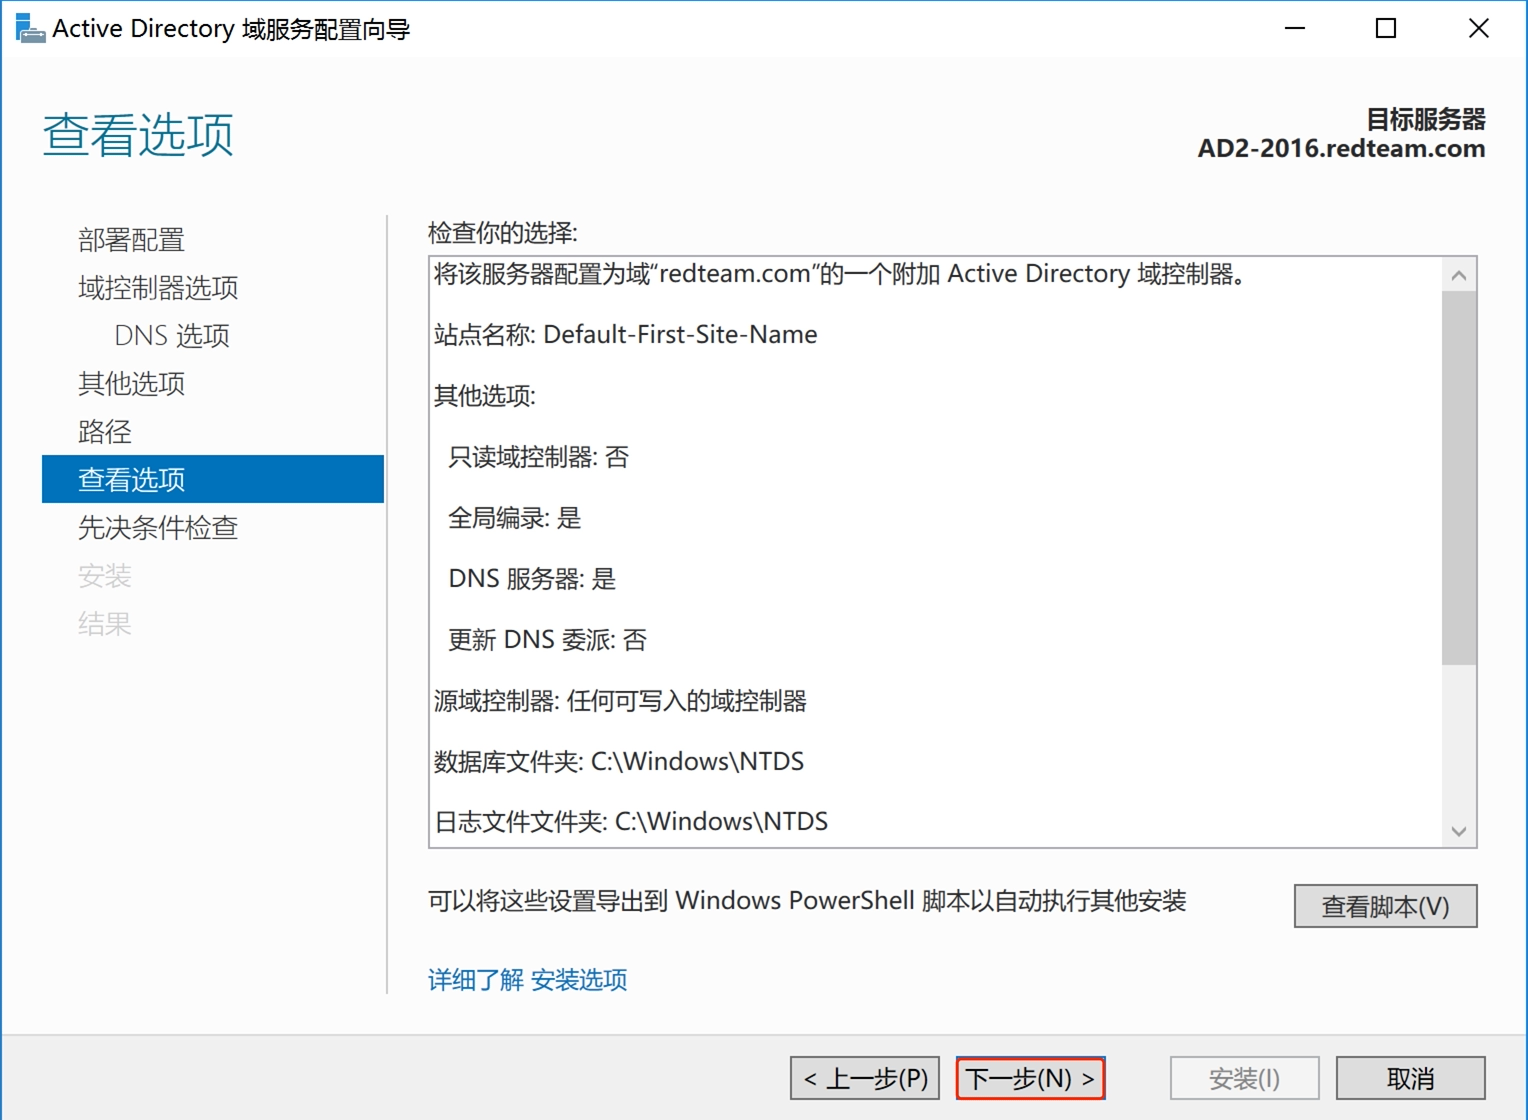 Active Directory 域服务配置向导
查看选项
目标服务器
AD2-2016.redteam.com
部署配置
域控制器选项
DNS 选项
其他选项
路径
查看选项
先决条件检查
安装
结果
检查你的选择:
将该服务器配置为域“redteam.com”的一个附加 Active Directory 域控制器。
站点名称: Default-First-Site-Name
其他选项:
只读域控制器: 否
全局编录: 是
DNS 服务器: 是
更新 DNS 委派: 否
源域控制器: 任何可写入的域控制器
数据库文件夹: C:\Windows\NTDS
日志文件文件夹: C:\Windows\NTDS
可以将这些设置导出到 Windows PowerShell 脚本以自动执行其他安装
查看脚本(V)
详细了解 安装选项
< 上一步(P)
下一步(N) >
安装(I)
取消